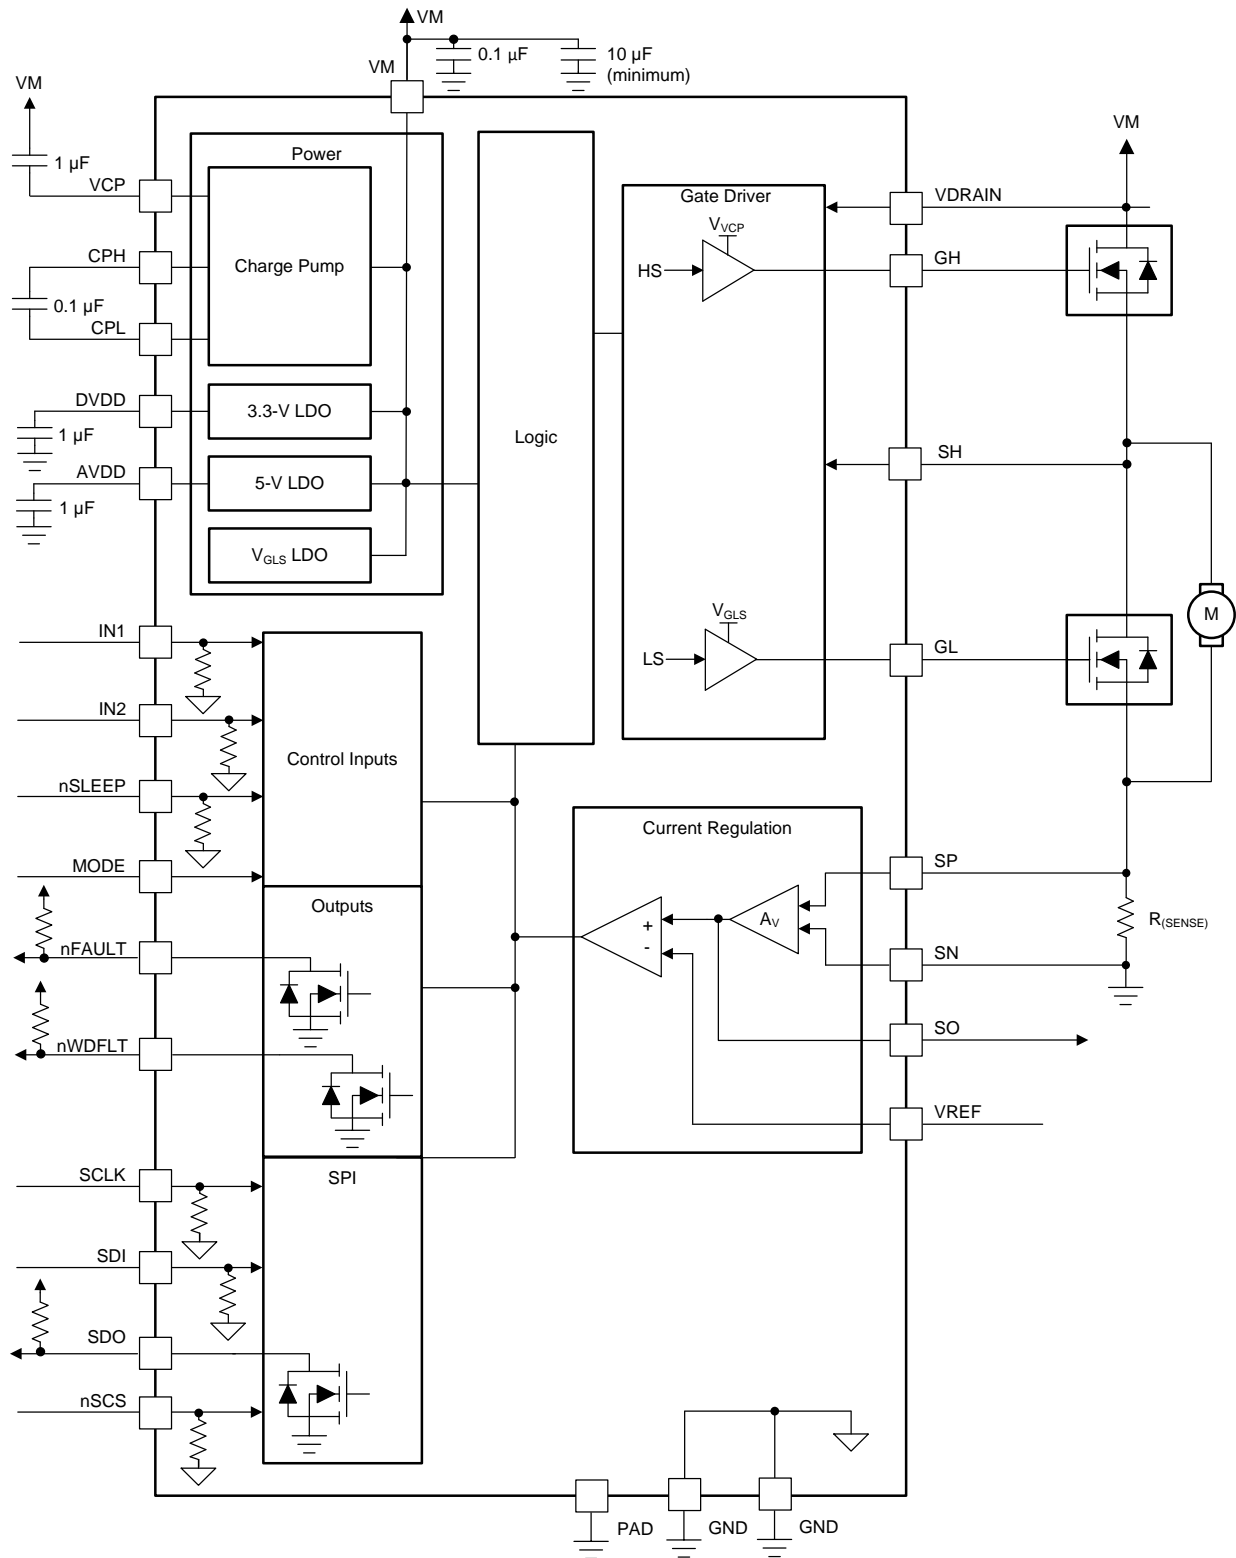 VM
0.1 µF
10 µF
(minimum)
VM
VM
1 µF
VCP
CPH
0.1 µF
CPL
DVDD
1 µF
AVDD
1 µF
Power
Charge Pump
3.3-V LDO
5-V LDO
VGLS LDO
Logic
Gate Driver
VVCP
HS
VGLS
LS
VM
VDRAIN
GH
SH
GL
M
IN1
IN2
nSLEEP
MODE
nFAULT
nWDFLT
Control Inputs
Outputs
SCLK
SDI
SDO
nSCS
SPI
Current Regulation
+
-
AV
SP
SN
R(SENSE)
SO
VREF
PAD
GND
GND